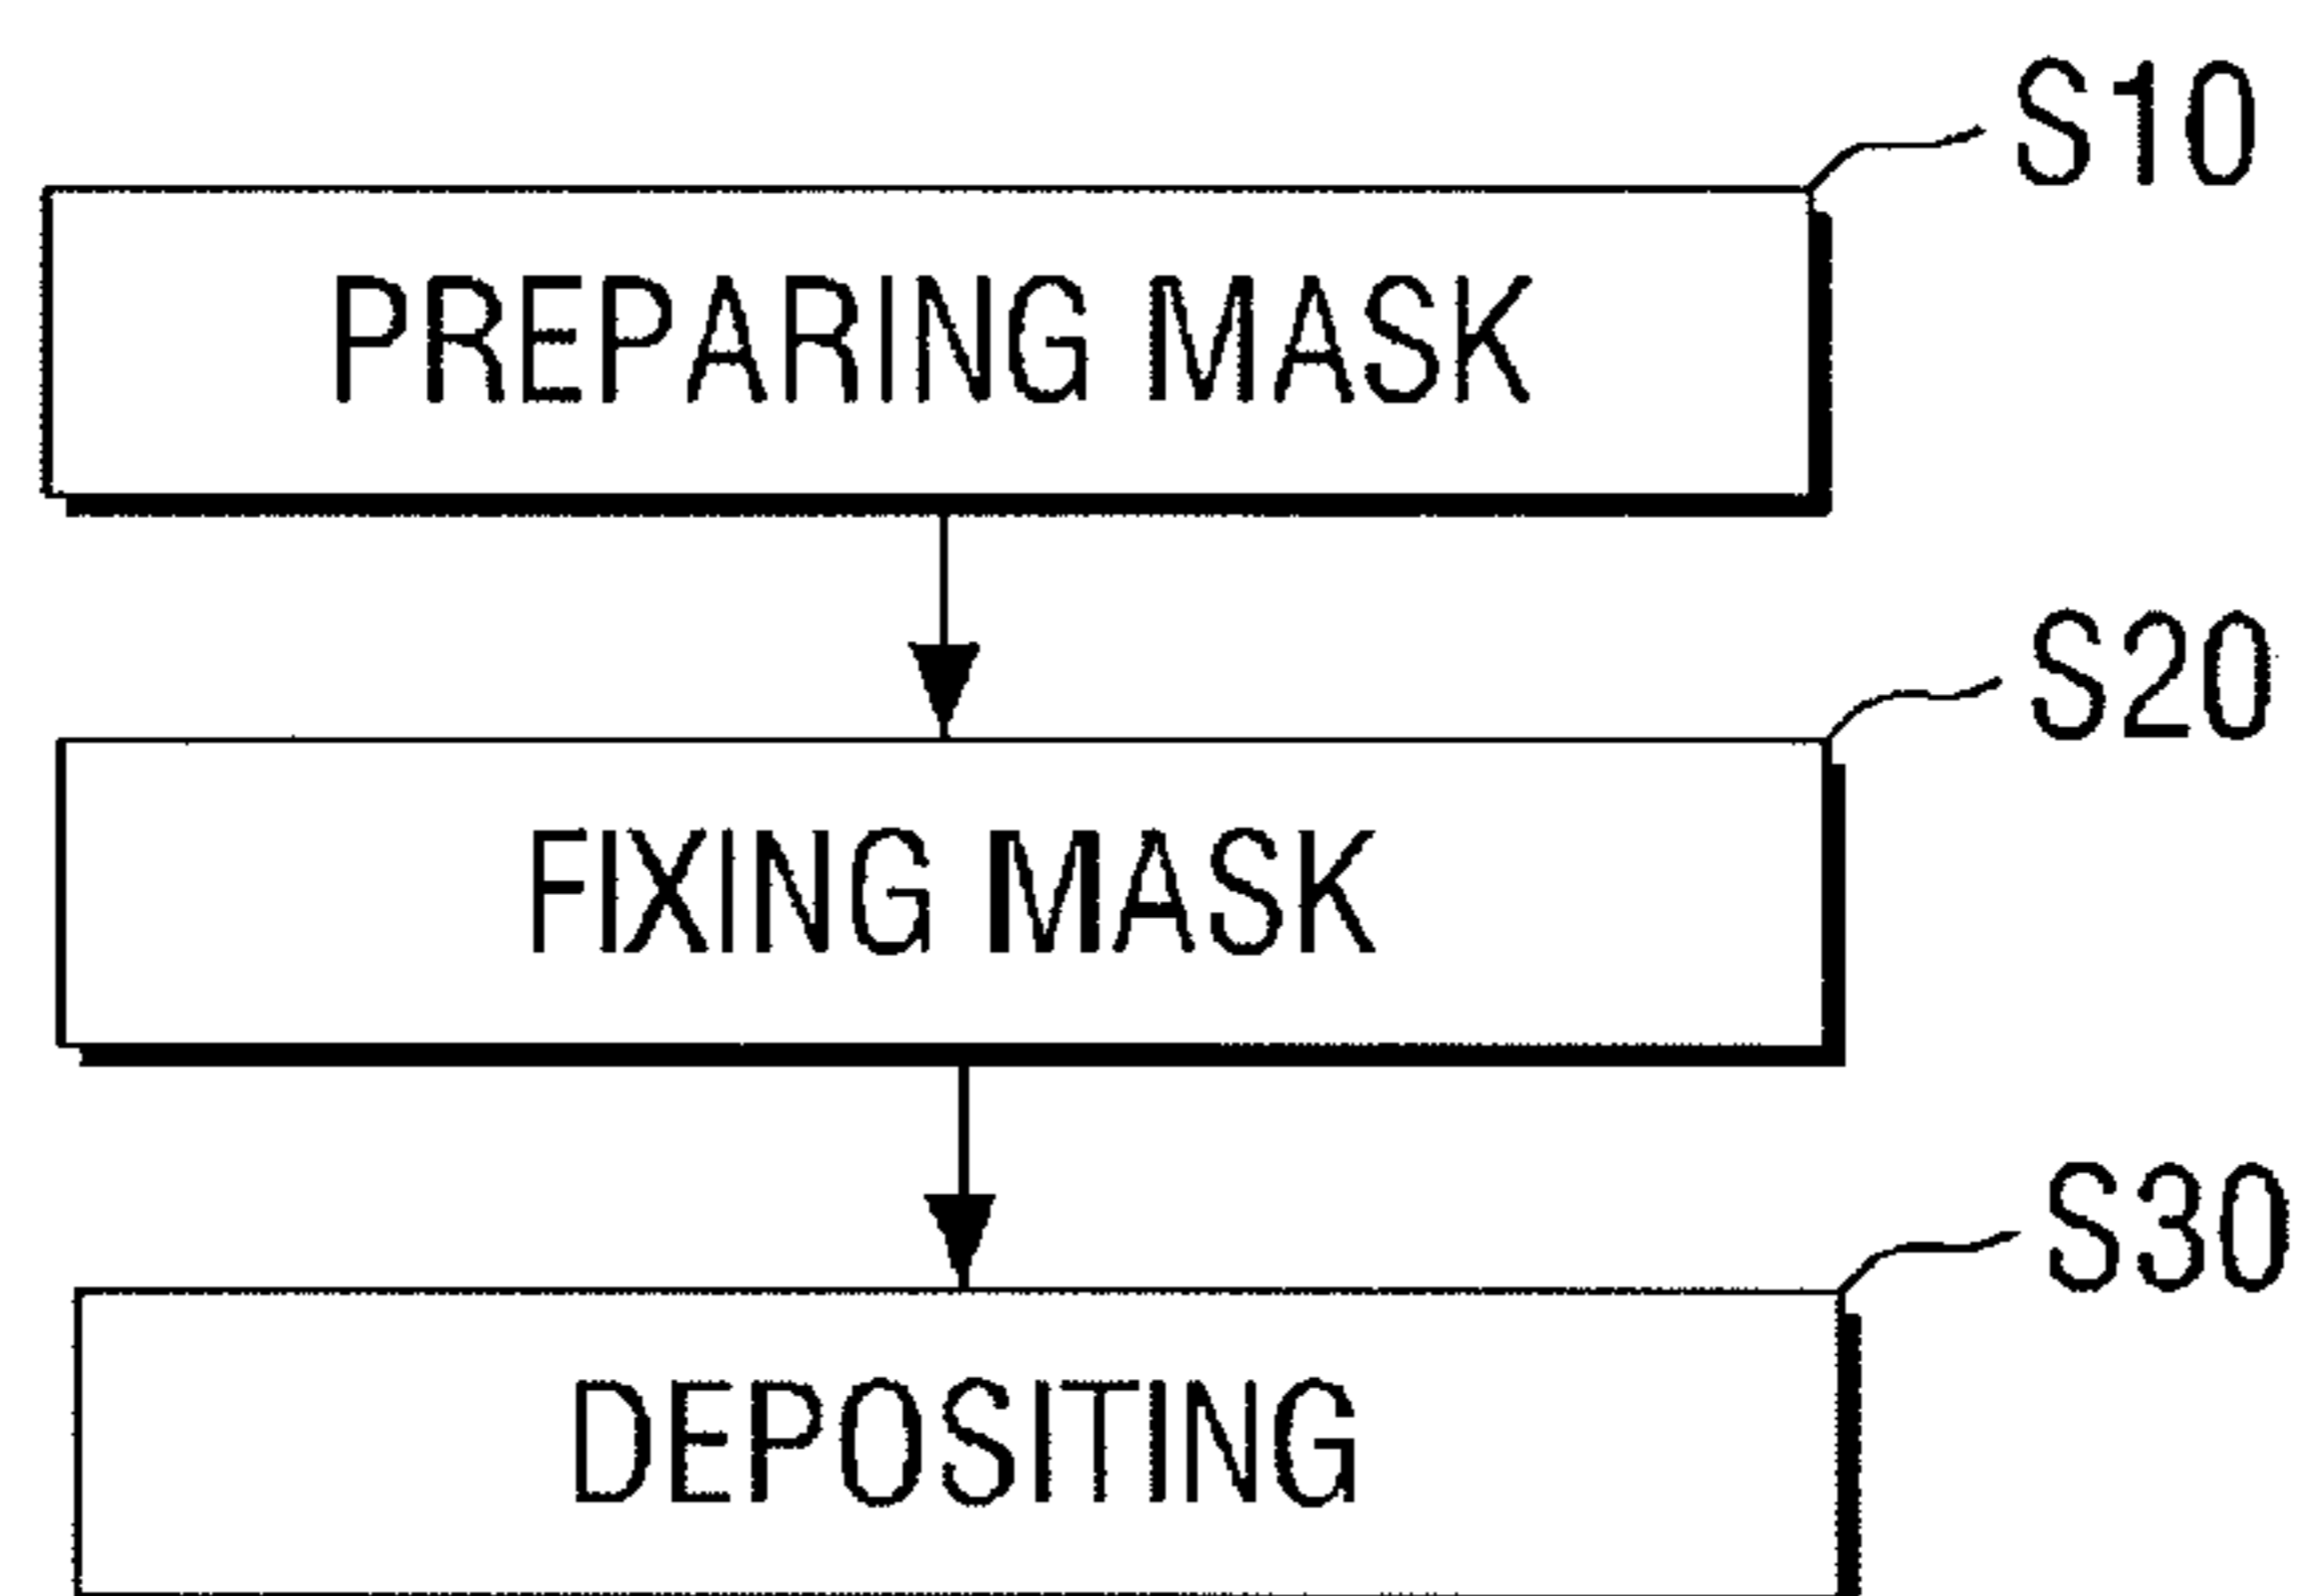 S10
PREPARING MASK
S20
FIXING MASK
S30
DEPOSITING